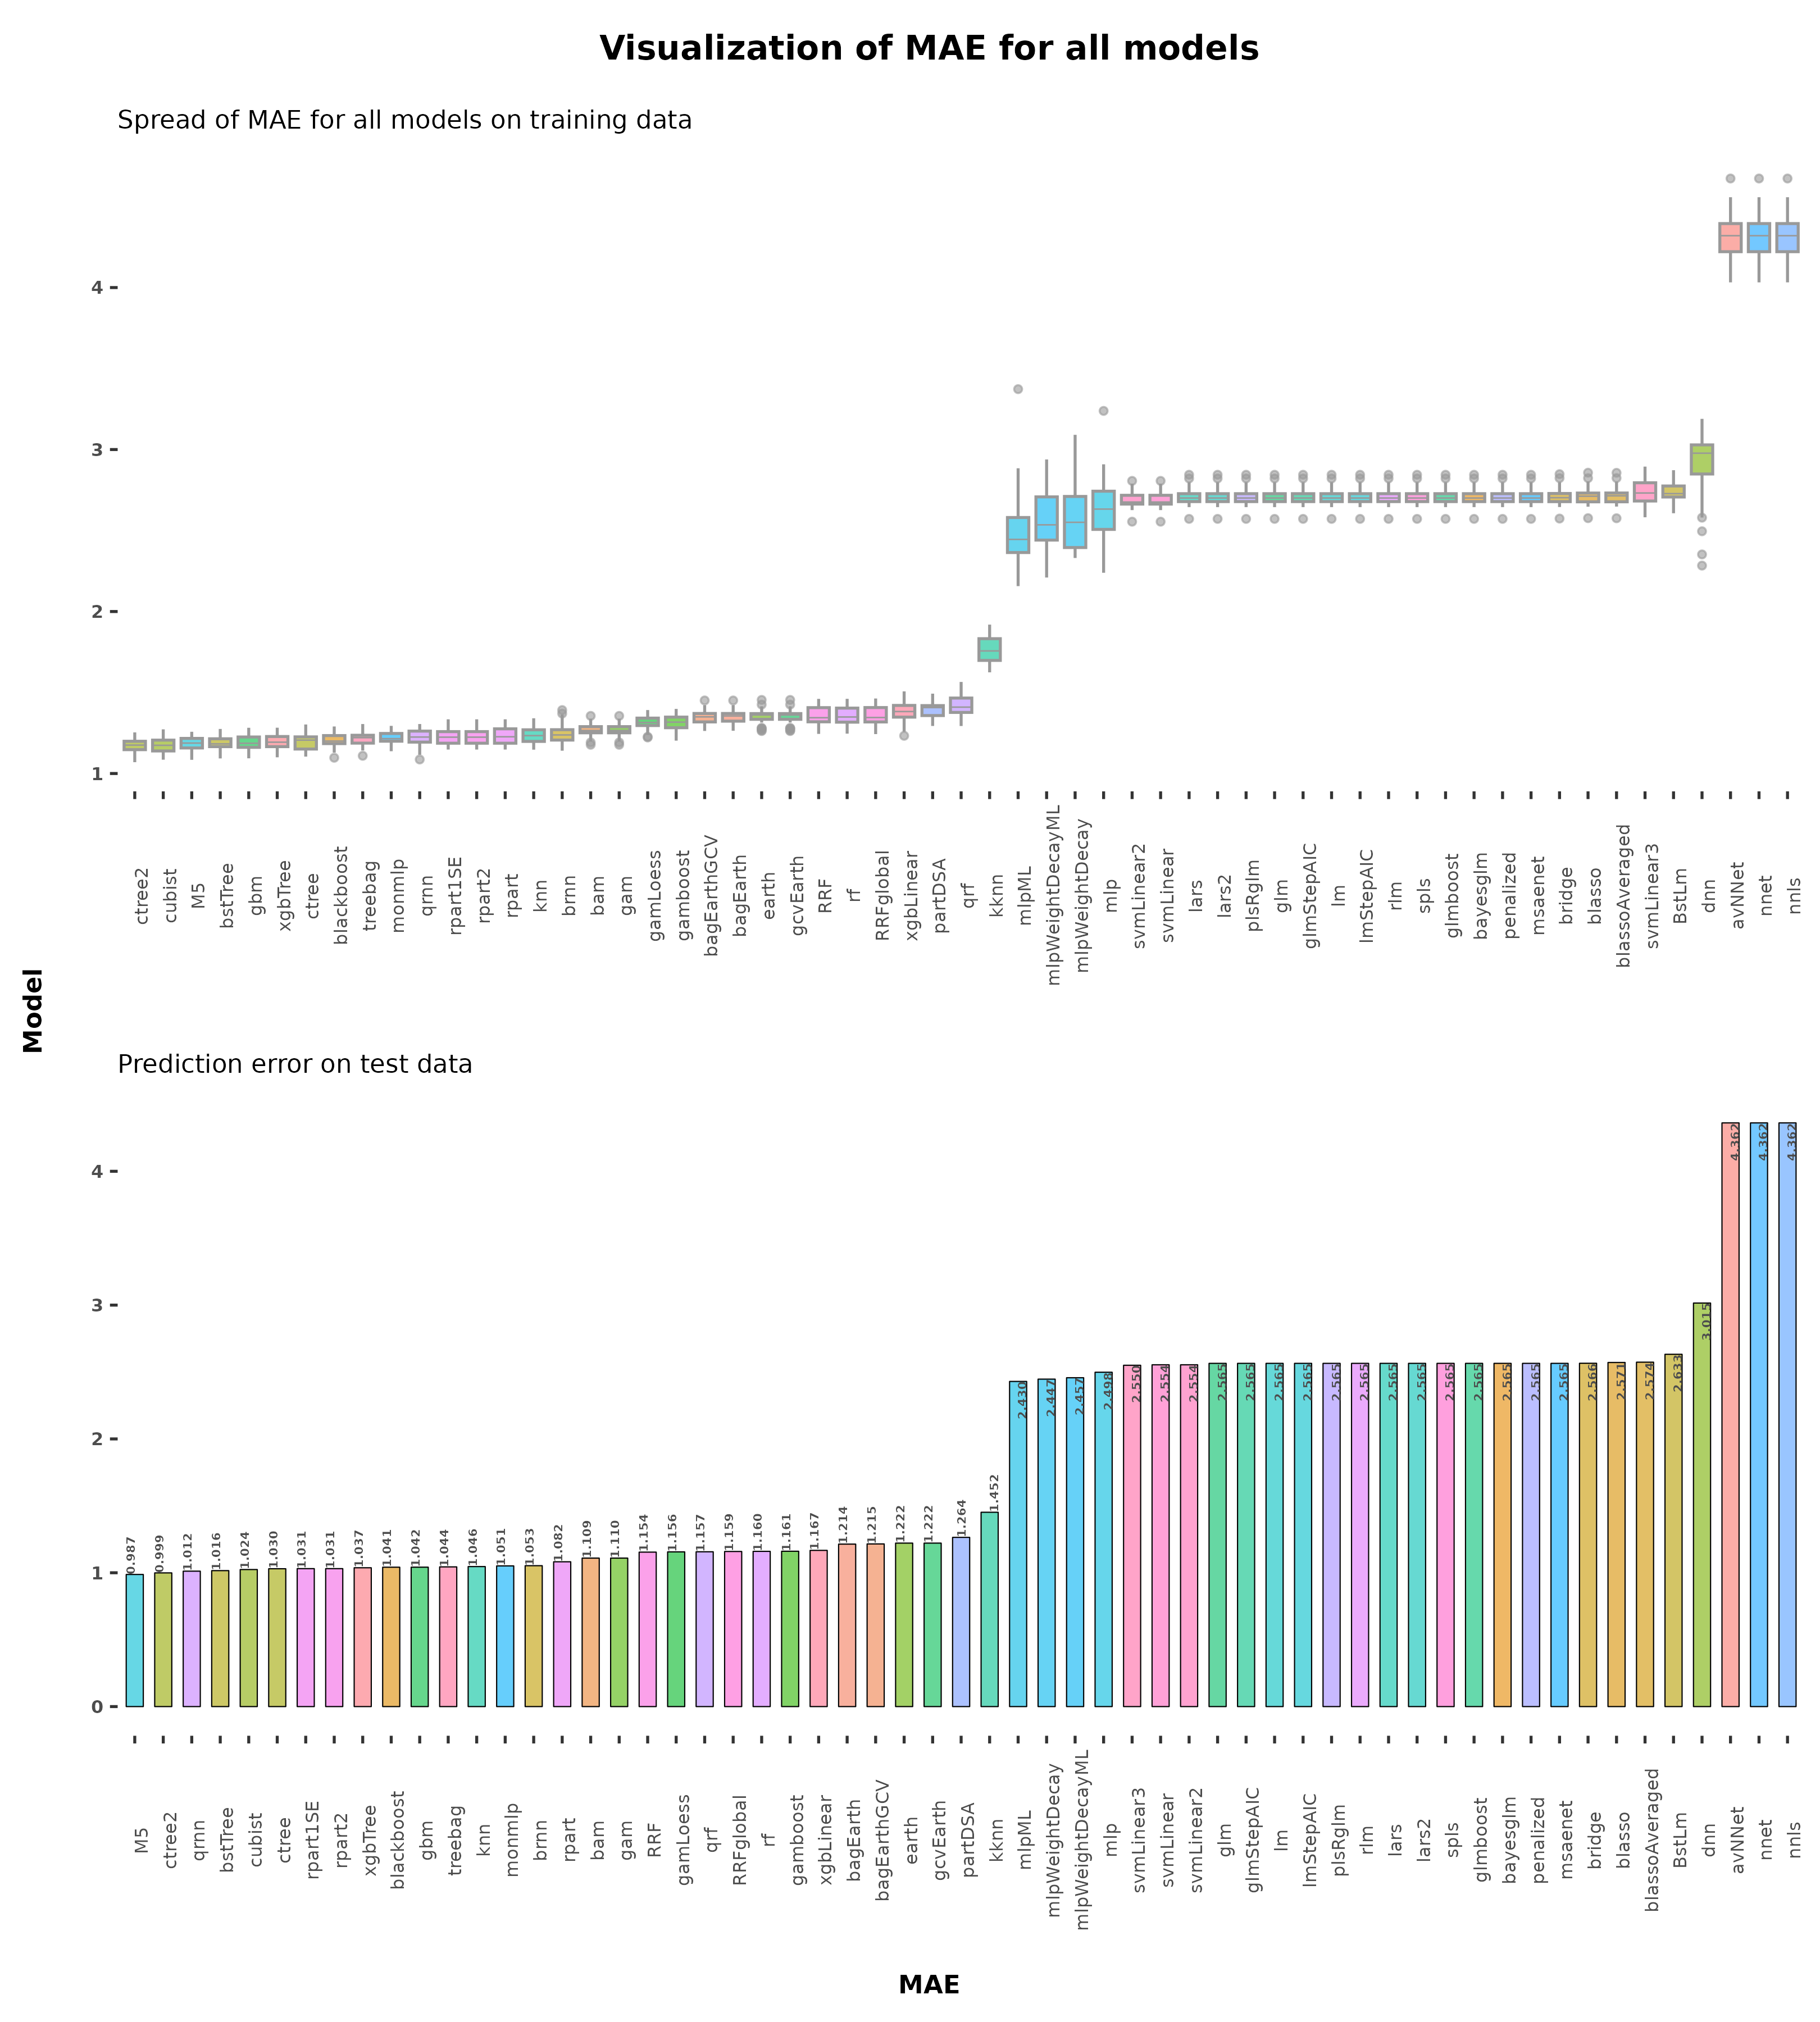 Visualization of MAE for all models
Spread of MAE for all models on training data
4
3
2
1
ctree2
cubist
M5
bstTree
gbm
xgbTree
ctree
blackboost
treebag
monmlp
qrnn
rpart1SE
rpart2
rpart
knn
brnn
bam
gam
gamLoess
gamboost
bagEarthGCV
bagEarth
earth
gcvEarth
RRF
rf
RRFglobal
xgbLinear
partDSA
qrf
kknn
mlpML
mlpWeightDecayML
mlpWeightDecay
mlp
svmLinear2
svmLinear
lars
lars2
plsRglm
glm
glmStepAIC
lm
lmStepAIC
rlm
spls
glmboost
bayesglm
penalized
msaenet
bridge
blasso
blassoAveraged
svmLinear3
BstLm
dnn
avNNet
nnet
nnls
Model
Prediction error on test data
4
3
2
1
0
0.987
0.999
1.012
1.016
1.024
1.030
1.031
1.031
1.037
1.041
1.042
1.044
1.046
1.051
1.053
1.082
1.109
1.110
1.154
1.156
1.157
1.159
1.160
1.161
1.167
1.214
1.215
1.222
1.222
1.264
1.452
2.430
2.447
2.457
2.498
2.550
2.554
2.554
2.565
2.565
2.565
2.565
2.565
2.565
2.565
2.565
2.565
2.565
2.565
2.565
2.565
2.566
2.571
2.574
2.633
3.015
4.362
4.362
4.362
M5
ctree2
qrnn
bstTree
cubist
ctree
rpart1SE
rpart2
xgbTree
blackboost
gbm
treebag
knn
monmlp
brnn
rpart
bam
gam
RRF
gamLoess
qrf
RRFglobal
rf
gamboost
xgbLinear
bagEarth
bagEarthGCV
earth
gcvEarth
partDSA
kknn
mlpML
mlpWeightDecay
mlpWeightDecayML
mlp
svmLinear3
svmLinear
svmLinear2
glm
glmStepAIC
lm
lmStepAIC
plsRglm
rlm
lars
lars2
spls
glmboost
bayesglm
penalized
msaenet
bridge
blasso
blassoAveraged
BstLm
dnn
avNNet
nnet
nnls
MAE